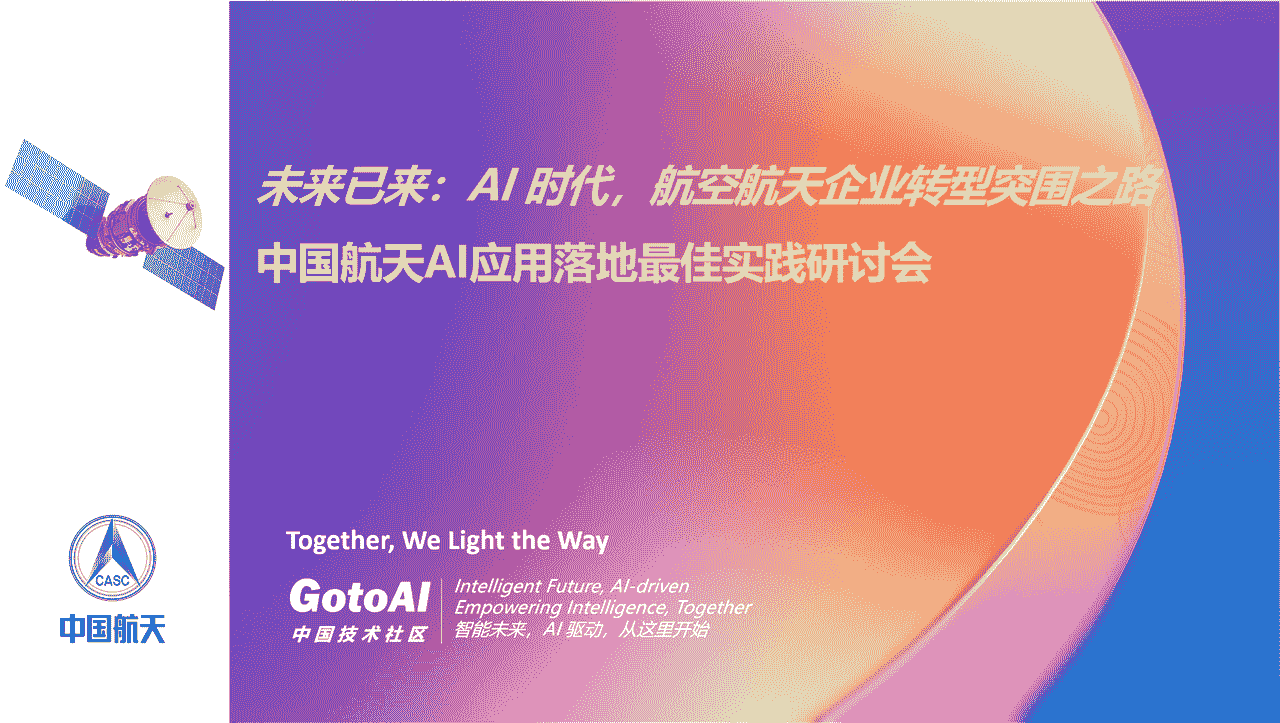 未来已来：AI 时代，航空航天企业转型突围之路
中国航天AI应用落地最佳实践研讨会
CASC
中国航天
Together, We Light the Way
GotoAI
中国技术社区
Intelligent Future, AI-driven
Empowering Intelligence, Together
智能未来，AI 驱动，从这里开始